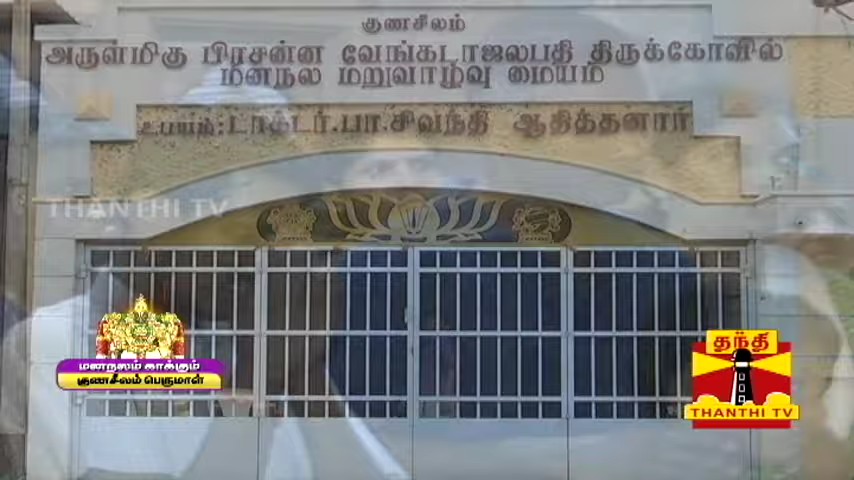 குணசீலம்
அருள்மிகு பிரசன்ன வேங்கடாஜலபதி திருக்கோவில்
மனநல மறுவாழ்வு மையம்
உபயம்: டாக்டர்.பா.சிவந்தி ஆதித்தனார்
THANTHI TV
மனநலம் காக்கும்
குணசீலம் பெருமாள்
தந்தி
THANTHI TV